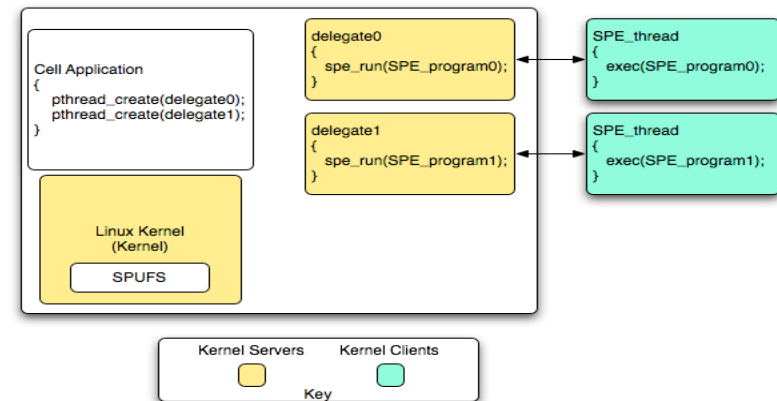 Cell Application
{
pthread_create(delegate0);
pthread_create(delegate1);
}
Linux Kernel
(Kernel)
SPUFS
delegate0
{
spe_run(SPE_program0);
}
delegate1
{
spe_run(SPE_program1);
}
SPE_thread
{
exec(SPE_program0);
}
SPE_thread
{
exec(SPE_program1);
}
Kernel Servers
Kernel Clients
Key